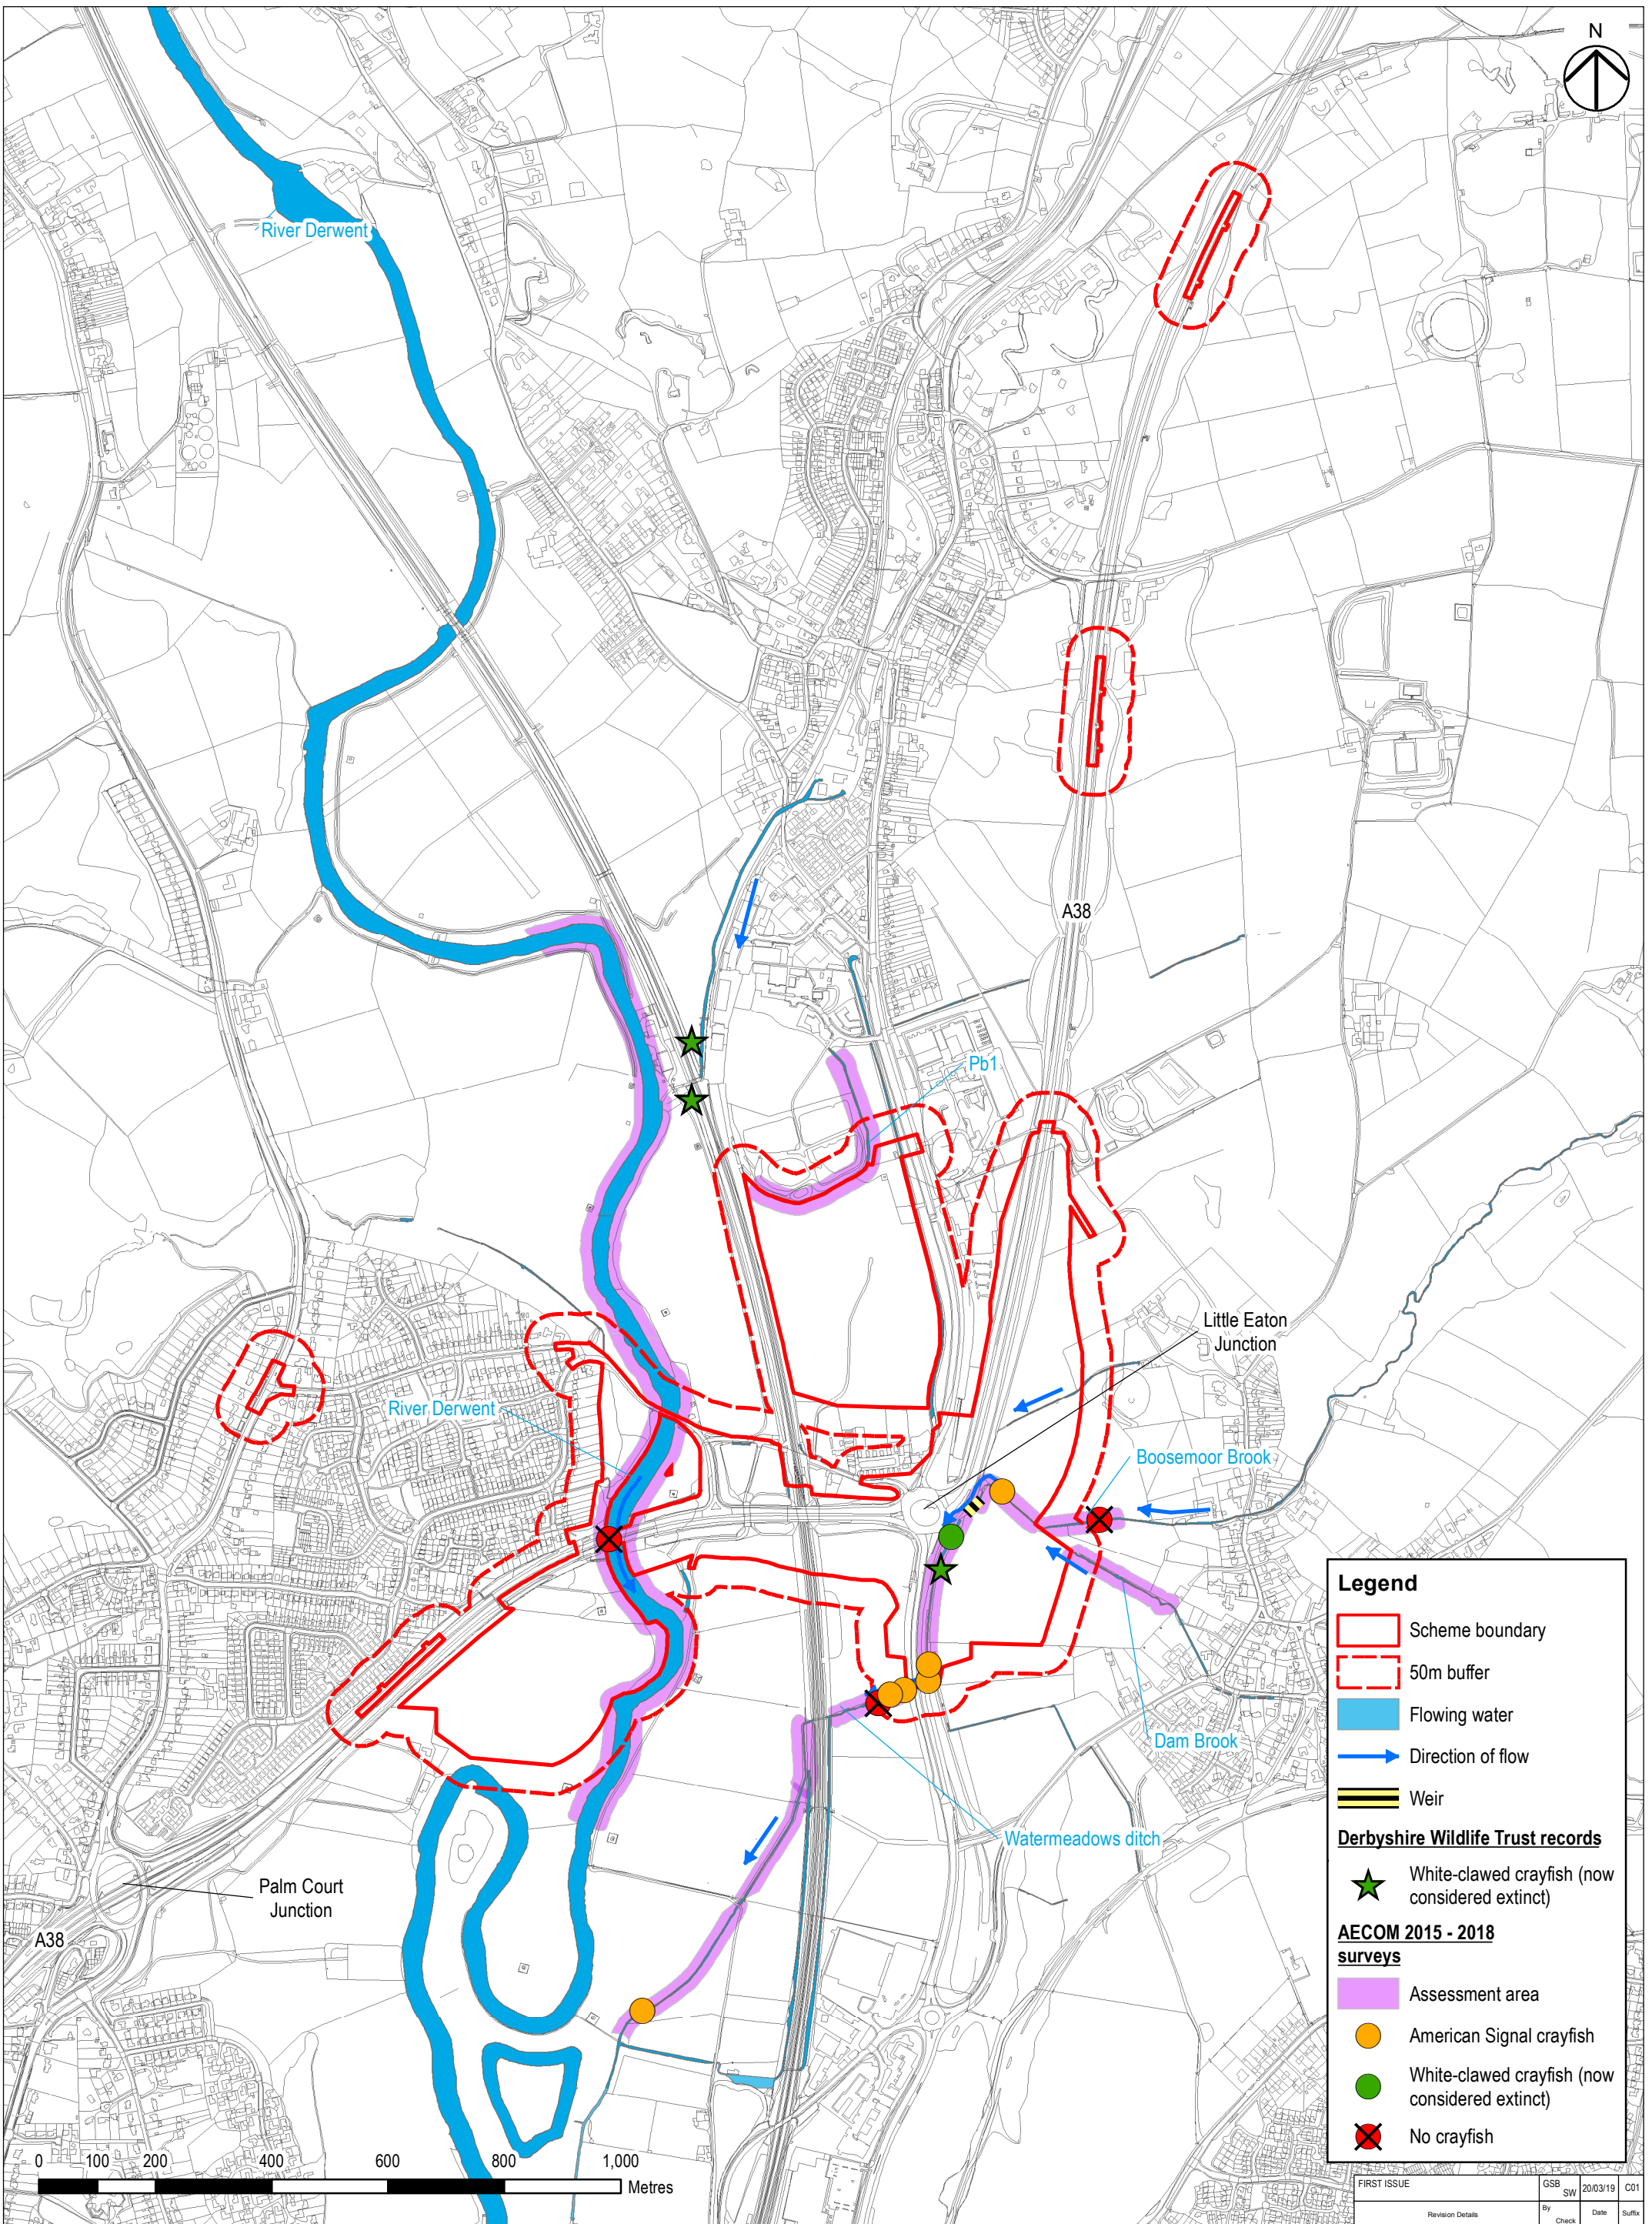 N
River Derwent
A38
Pb1
Little Eaton
Junction
River Derwent
Boosemoor Brook
Dam Brook
Watermeadows ditch
Palm Court
Junction
A38
Legend
Scheme boundary
50m buffer
Flowing water
Direction of flow
Weir
Derbyshire Wildlife Trust records
White-clawed crayfish (now
considered extinct)
AECOM 2015 - 2018
surveys
Assessment area
American Signal crayfish
White-clawed crayfish (now
considered extinct)
No crayfish
0 100 200 400 600 800 1,000
Metres
FIRST ISSUE GSB SW 20/03/19 C01
Revision Details By Check Date Suffix